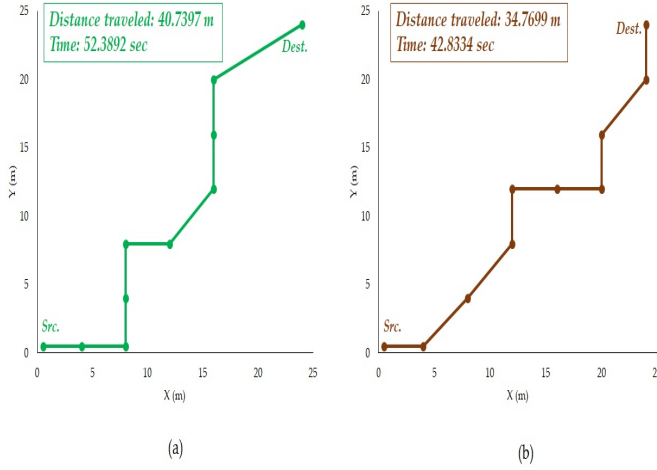 Distance traveled: 40.7397 m
Time: 52.3892 sec
Dest.
25
20
15
10
5
0
Y (m)
Src.
0 5 10 15 20 25
X (m)
(a)
Distance traveled: 34.7699 m
Time: 42.8334 sec
Dest.
25
20
15
10
5
0
Y (m)
Src.
0 5 10 15 20 25
X (m)
(b)